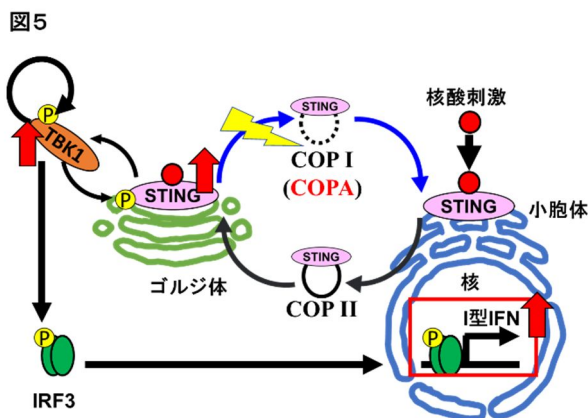 図5
STING
核酸刺激
P
TBK1
COP I
(COPA)
P
STING
STING
小胞体
STING
ゴルジ体
COP II
核
I型IFN
P
P
IRF3